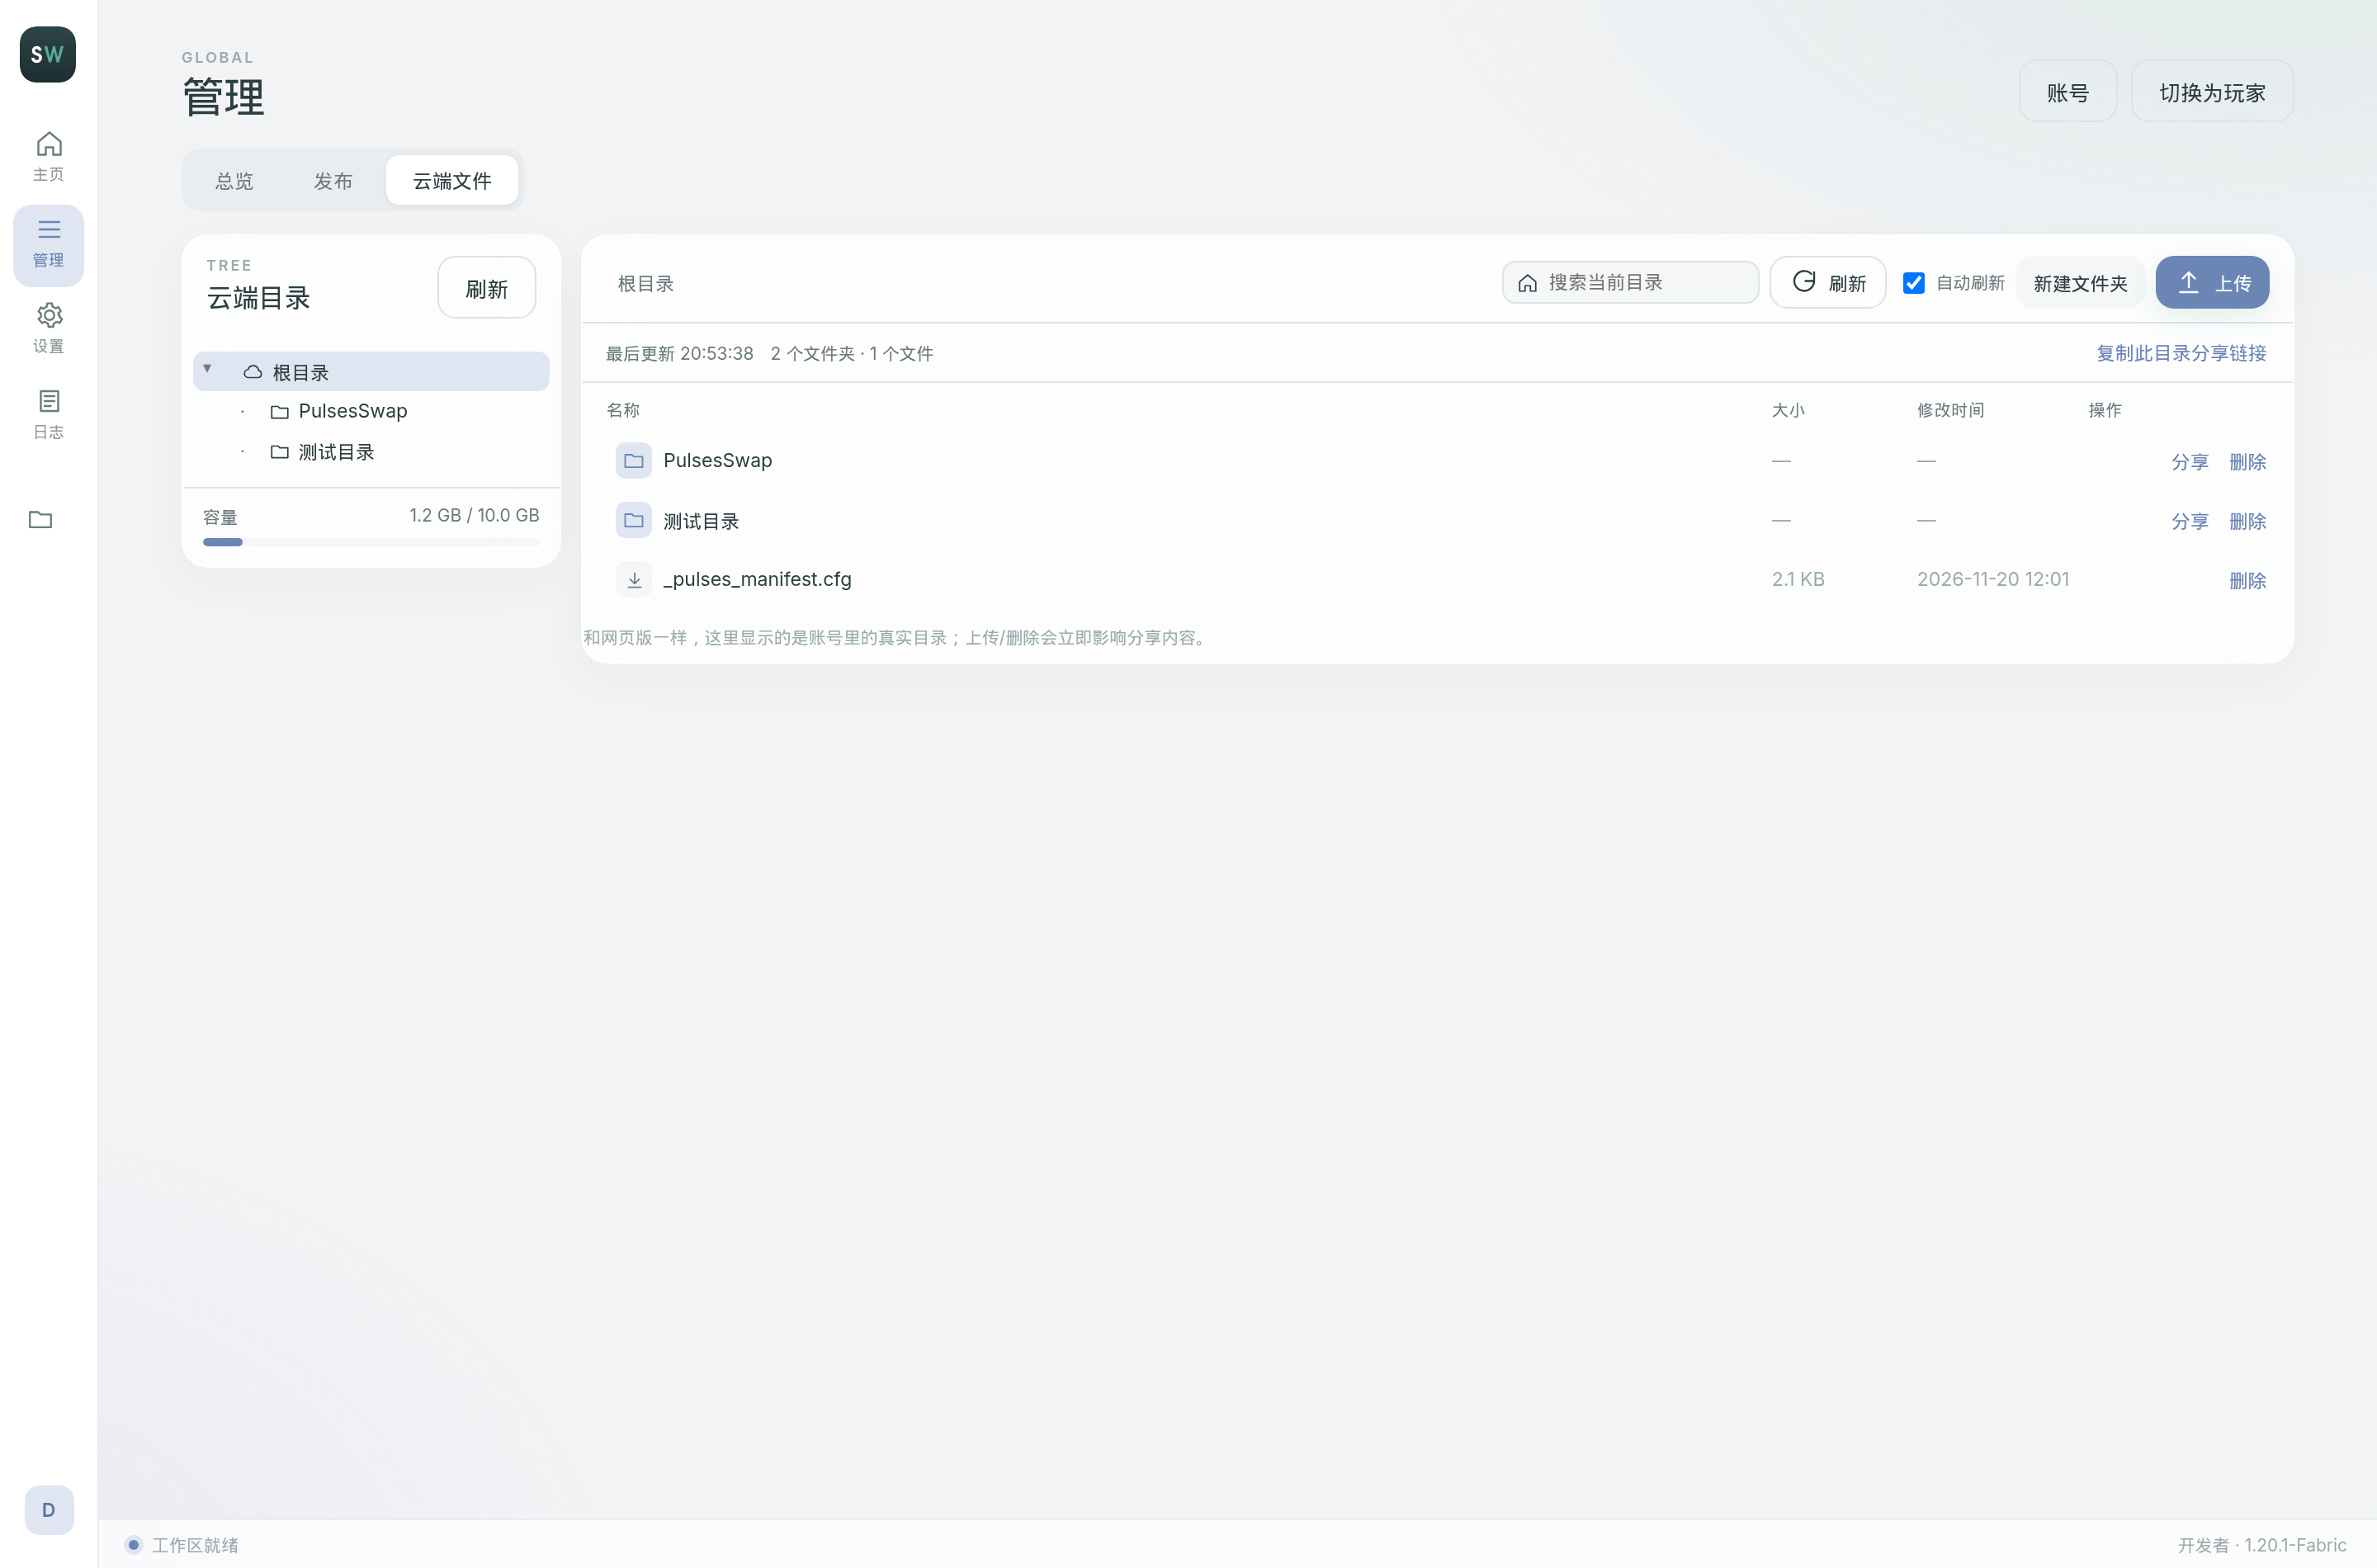 SW
主页
管理
设置
日志
D
GLOBAL
管理
账号
切换为玩家
总览
发布
云端文件
TREE
云端目录
刷新
根目录
PulsesSwap
测试目录
容量
1.2 GB / 10.0 GB
根目录
搜索当前目录
刷新
自动刷新
新建文件夹
上传
最后更新 20:53:38 2 个文件夹 · 1 个文件
复制此目录分享链接
名称 大小 修改时间 操作
PulsesSwap — — 分享 删除
测试目录 — — 分享 删除
_pulses_manifest.cfg 2.1 KB 2026-11-20 12:01 删除
和网页版一样，这里显示的是账号里的真实目录；上传/删除会立即影响分享内容。
工作区就绪
开发者 · 1.20.1-Fabric